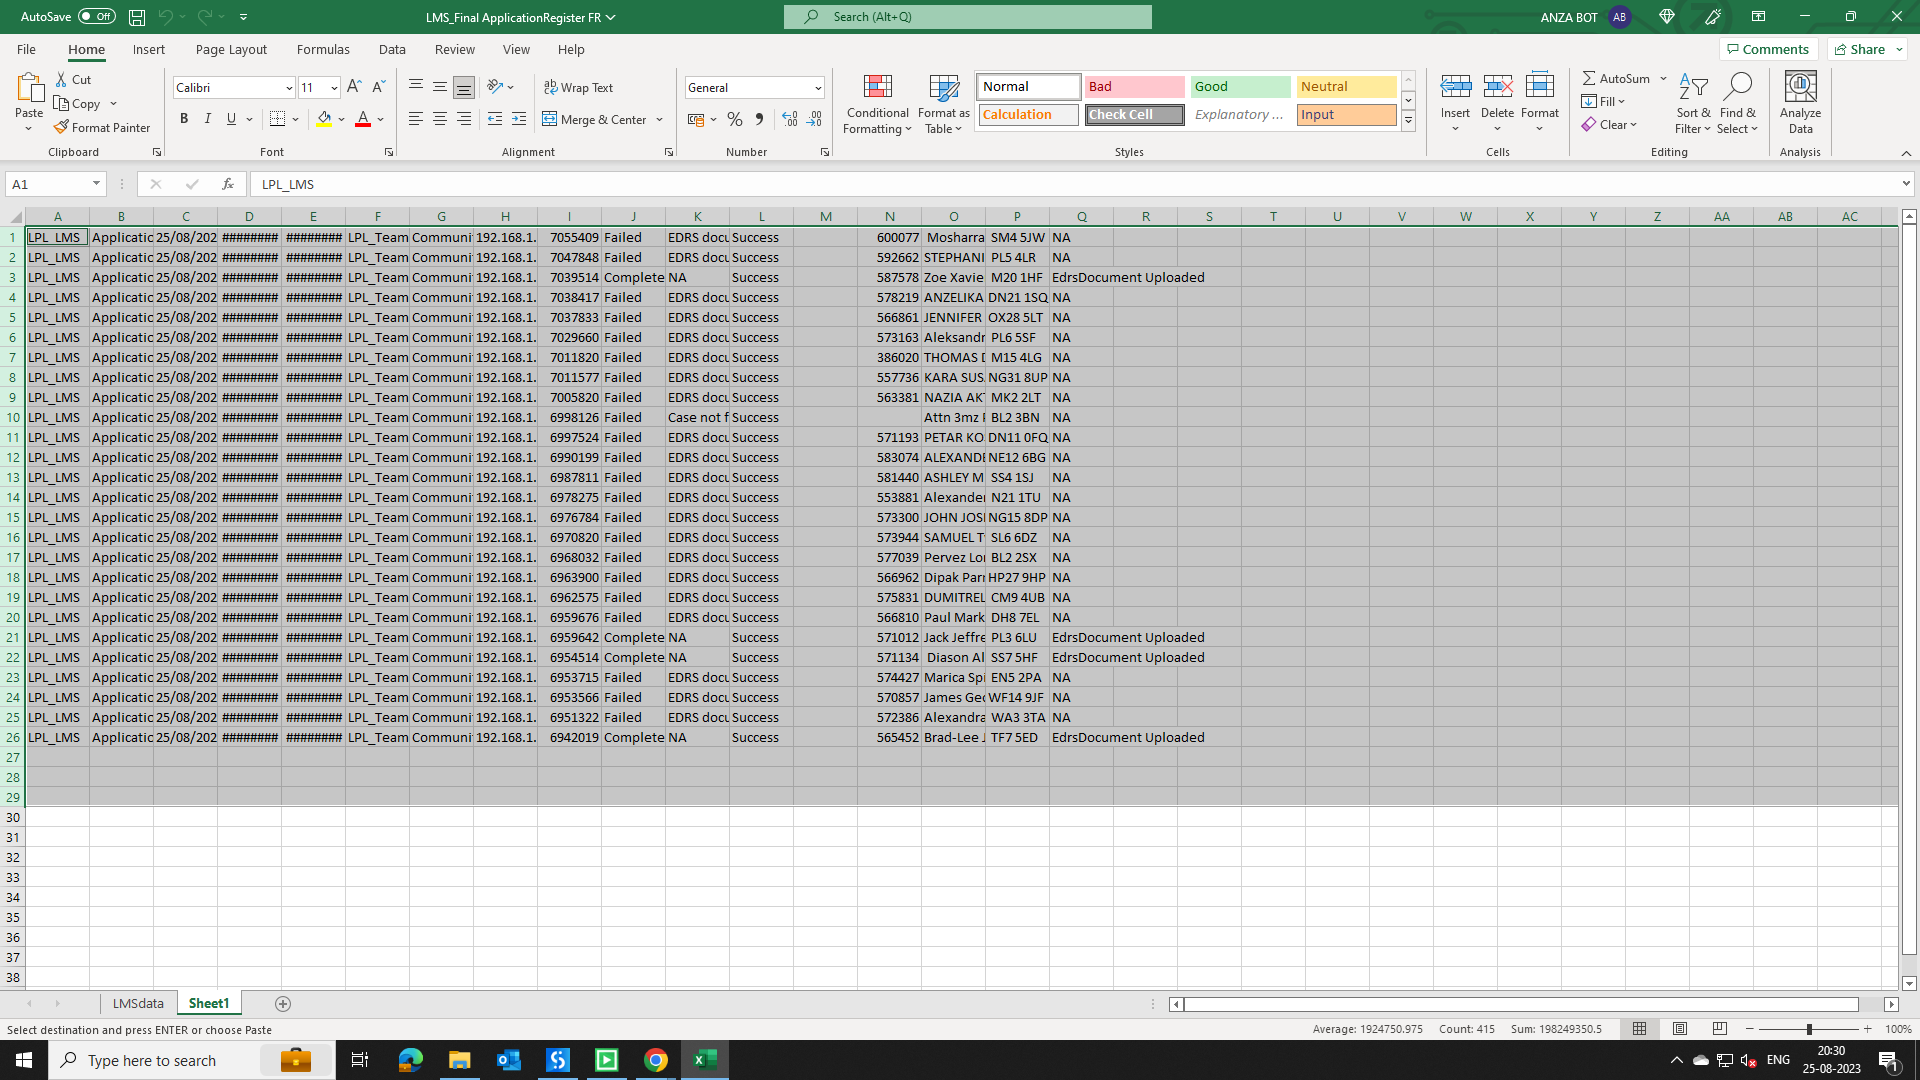 AutoSave Off LMS_Final ApplicationRegister FR Search (Alt+Q) ANZA BOT AB
File Home Insert Page Layout Formulas Data Review View Help Comments Share
Paste Cut Copy Format Painter Clipboard
Calibri 11 A A B I U A Font
ab Wrap Text Merge & Center Alignment
General % Number
Conditional Formatting Format as Table
Normal Bad Good Neutral
Calculation Check Cell Explanatory ... Input
Styles
Insert Delete Format Cells
AutoSum Fill Clear Sort & Filter Find & Select Editing
Analyze Data Analysis
A1 fx LPL_LMS
A B C D E F G H I J K L M N O P Q R S T U V W X Y Z AA AB AC
1 LPL_LMS Applicatic 25/08/202 ######## ######## LPL_Team Communi 192.168.1. 7055409 Failed EDRS docu Success 600077 Mosharra SM4 5JW NA
2 LPL_LMS Applicatic 25/08/202 ######## ######## LPL_Team Communi 192.168.1. 7047848 Failed EDRS docu Success 592662 STEPHANI PL5 4LR NA
3 LPL_LMS Applicatic 25/08/202 ######## ######## LPL_Team Communi 192.168.1. 7039514 Complete NA Success 587578 Zoe Xavie M20 1HF EdrsDocument Uploaded
4 LPL_LMS Applicatic 25/08/202 ######## ######## LPL_Team Communi 192.168.1. 7038417 Failed EDRS docu Success 578219 ANZELIKA DN21 1SQ NA
5 LPL_LMS Applicatic 25/08/202 ######## ######## LPL_Team Communi 192.168.1. 7037833 Failed EDRS docu Success 566861 JENNIFER OX28 5LT NA
6 LPL_LMS Applicatic 25/08/202 ######## ######## LPL_Team Communi 192.168.1. 7029660 Failed EDRS docu Success 573163 Aleksandr PL6 5SF NA
7 LPL_LMS Applicatic 25/08/202 ######## ######## LPL_Team Communi 192.168.1. 7011820 Failed EDRS docu Success 386020 THOMAS D M15 4LG NA
8 LPL_LMS Applicatic 25/08/202 ######## ######## LPL_Team Communi 192.168.1. 7011577 Failed EDRS docu Success 557736 KARA SUS NG31 8UP NA
9 LPL_LMS Applicatic 25/08/202 ######## ######## LPL_Team Communi 192.168.1. 7005820 Failed EDRS docu Success 563381 NAZIA AKT MK2 2LT NA
10 LPL_LMS Applicatic 25/08/202 ######## ######## LPL_Team Communi 192.168.1. 6998126 Failed Case not f Success Attn 3mz BL2 3BN NA
11 LPL_LMS Applicatic 25/08/202 ######## ######## LPL_Team Communi 192.168.1. 6997524 Failed EDRS docu Success 571193 PETAR KO DN11 0FQ NA
12 LPL_LMS Applicatic 25/08/202 ######## ######## LPL_Team Communi 192.168.1. 6990199 Failed EDRS docu Success 583074 ALEXANDE NE12 6BG NA
13 LPL_LMS Applicatic 25/08/202 ######## ######## LPL_Team Communi 192.168.1. 6987811 Failed EDRS docu Success 581440 ASHLEY M SS4 1SJ NA
14 LPL_LMS Applicatic 25/08/202 ######## ######## LPL_Team Communi 192.168.1. 6978275 Failed EDRS docu Success 553881 Alexander N21 1TU NA
15 LPL_LMS Applicatic 25/08/202 ######## ######## LPL_Team Communi 192.168.1. 6976784 Failed EDRS docu Success 573300 JOHN JOSI NG15 8DP NA
16 LPL_LMS Applicatic 25/08/202 ######## ######## LPL_Team Communi 192.168.1. 6970820 Failed EDRS docu Success 573944 SAMUEL T SL6 6DZ NA
17 LPL_LMS Applicatic 25/08/202 ######## ######## LPL_Team Communi 192.168.1. 6968032 Failed EDRS docu Success 577039 Pervez Lor BL2 2SX NA
18 LPL_LMS Applicatic 25/08/202 ######## ######## LPL_Team Communi 192.168.1. 6963900 Failed EDRS docu Success 566962 Dipak Parr HP27 9HP NA
19 LPL_LMS Applicatic 25/08/202 ######## ######## LPL_Team Communi 192.168.1. 6962575 Failed EDRS docu Success 575831 DUMITREL CM9 4UB NA
20 LPL_LMS Applicatic 25/08/202 ######## ######## LPL_Team Communi 192.168.1. 6959676 Failed EDRS docu Success 566810 Paul Mark DH8 7EL NA
21 LPL_LMS Applicatic 25/08/202 ######## ######## LPL_Team Communi 192.168.1. 6959642 Complete NA Success 571012 Jack Jeffre PL3 6LU EdrsDocument Uploaded
22 LPL_LMS Applicatic 25/08/202 ######## ######## LPL_Team Communi 192.168.1. 6954514 Complete NA Success 571134 Diason Al SS7 5HF EdrsDocument Uploaded
23 LPL_LMS Applicatic 25/08/202 ######## ######## LPL_Team Communi 192.168.1. 6953715 Failed EDRS docu Success 574427 Marica Spi EN5 2PA NA
24 LPL_LMS Applicatic 25/08/202 ######## ######## LPL_Team Communi 192.168.1. 6953566 Failed EDRS docu Success 570857 James Geo WF14 9JF NA
25 LPL_LMS Applicatic 25/08/202 ######## ######## LPL_Team Communi 192.168.1. 6951322 Failed EDRS docu Success 572386 Alexandra WA3 3TA NA
26 LPL_LMS Applicatic 25/08/202 ######## ######## LPL_Team Communi 192.168.1. 6942019 Complete NA Success 565452 Brad-Lee J TF7 5ED EdrsDocument Uploaded
27
28
29
30
31
32
33
34
35
36
37
38
LMSdata Sheet1
Select destination and press ENTER or choose Paste Average: 1924750.975 Count: 415 Sum: 198249350.5 100%
Type here to search ENG 20:30 25-08-2023 1